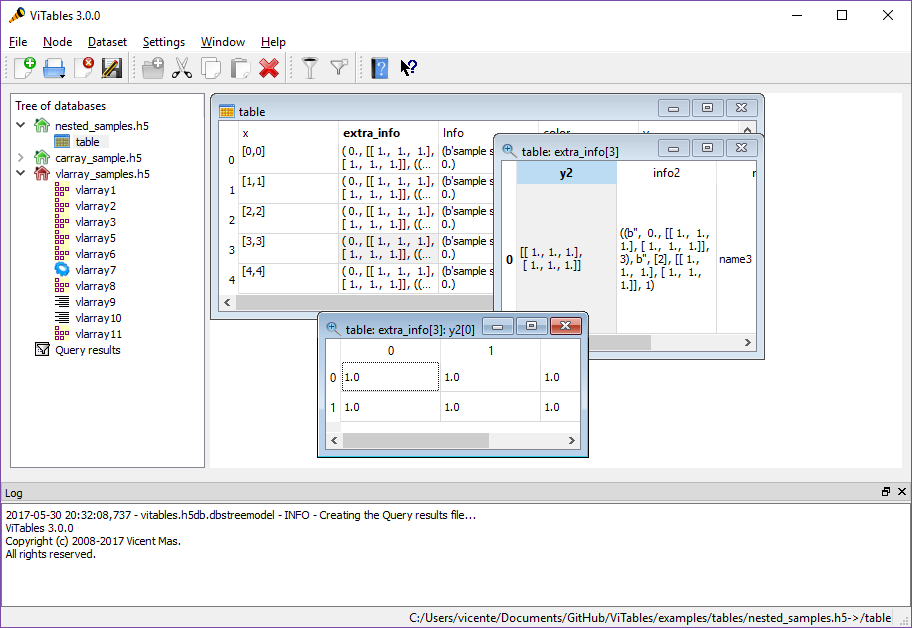 ViTables 3.0.0
File Node Dataset Settings Window Help
Tree of databases
nested_samples.h5
table
carray_sample.h5
vlarray_samples.h5
vlarray1
vlarray2
vlarray3
vlarray5
vlarray6
vlarray7
vlarray8
vlarray9
vlarray10
vlarray11
Query results
table
x extra_info Info color
0 [0,0] ( 0., [[ 1., 1., 1.], (b'sample s
[ 1., 1., 1.]], ((... 0.)
1 [1,1] ( 0., [[ 1., 1., 1.], (b'sample s
[ 1., 1., 1.]], ((... 0.)
2 [2,2] ( 0., [[ 1., 1., 1.], (b'sample s
[ 1., 1., 1.]], ((... 0.)
3 [3,3] ( 0., [[ 1., 1., 1.], (b'sample s
[ 1., 1., 1.]], ((... 0.)
4 [4,4] ( 0., [[ 1., 1., 1.], (b'sample s
[ 1., 1., 1.]], ((... 0.)
table: extra_info[3]
y2 info2
0
[[ 1., 1., 1.],
[ 1., 1., 1.]]
((b'', 0., [[ 1., 1.,
1.], [ 1., 1., 1.]],
3), b'', [2], [[ 1.,
1., 1.], [ 1., 1.,
1.]], 1)
name3
table: extra_info[3]: y2[0]
0 1
0 1.0 1.0 1.0
1 1.0 1.0 1.0
Log
2017-05-30 20:32:08,737 - vitables.h5db.dbstreemodel - INFO - Creating the Query results file...
ViTables 3.0.0
Copyright (c) 2008-2017 Vicent Mas.
All rights reserved.
C:/Users/vicente/Documents/GitHub/ViTables/examples/tables/nested_samples.h5->/table